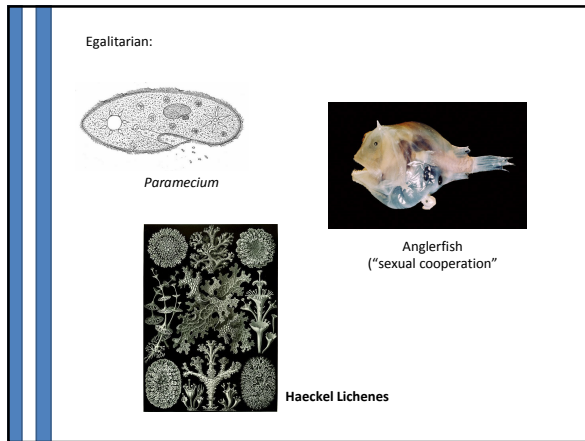 Egalitarian:
Paramecium
Anglerfish
(“sexual cooperation”
Haeckel Lichenes